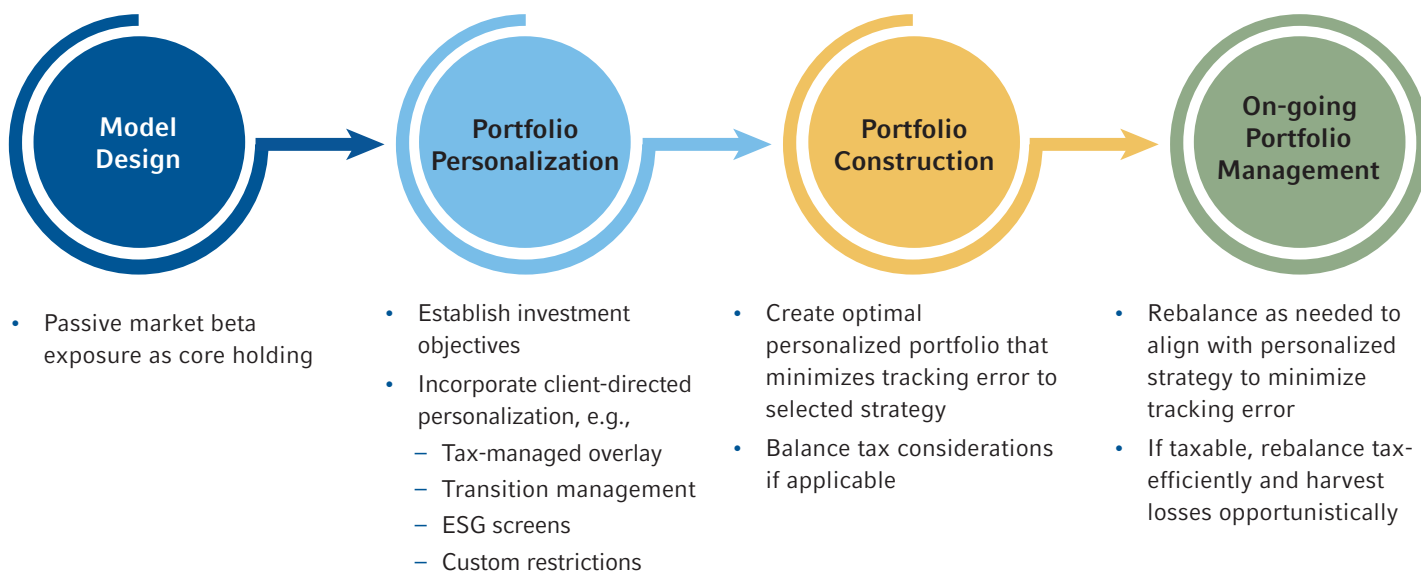 Model
Design
Portfolio
Personalization
Portfolio
Construction
On-going
Portfolio
Management
• Passive market beta
exposure as core holding
• Establish investment
objectives
• Incorporate client-directed
personalization, e.g.,
– Tax-managed overlay
– Transition management
– ESG screens
– Custom restrictions
• Create optimal
personalized portfolio that
minimizes tracking error to
selected strategy
• Balance tax considerations
if applicable
• Rebalance as needed to
align with personalized
strategy to minimize
tracking error
• If taxable, rebalance tax-
efficiently and harvest
losses opportunistically